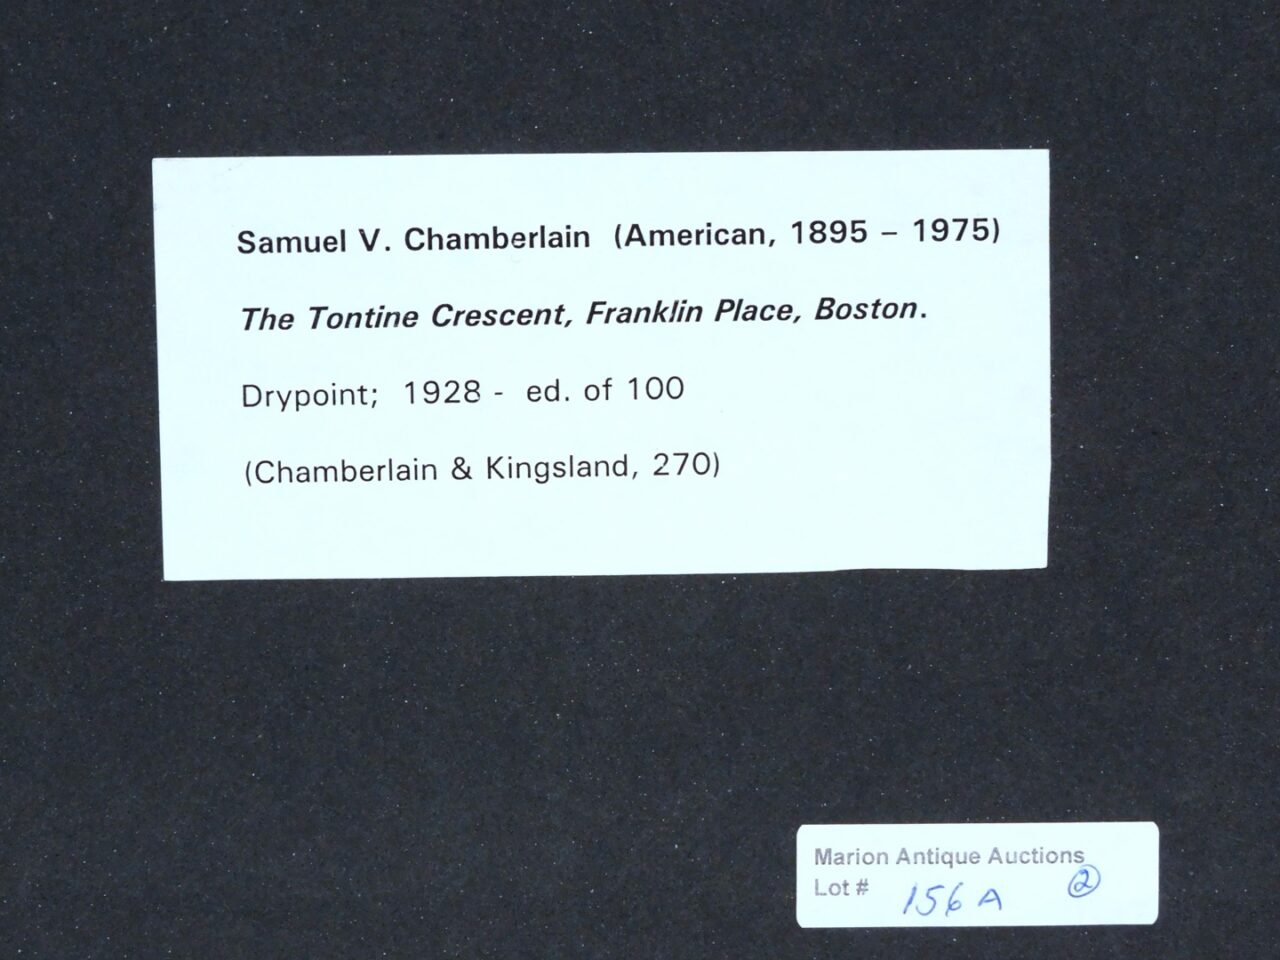 Samuel V. Chamberlain (American, 1895 – 1975)
The Tontine Crescent, Franklin Place, Boston.
Drypoint; 1928 - ed. of 100
(Chamberlain & Kingsland, 270)
Marion Antique Auctions
Lot # 156 A ②